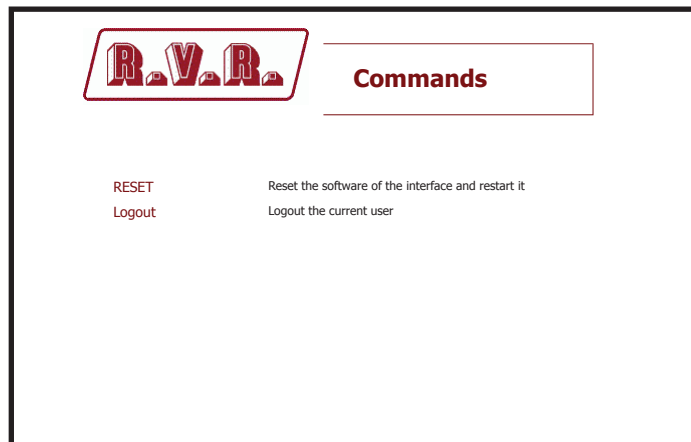 R.V.R. Commands
RESET Reset the software of the interface and restart it
Logout Logout the current user